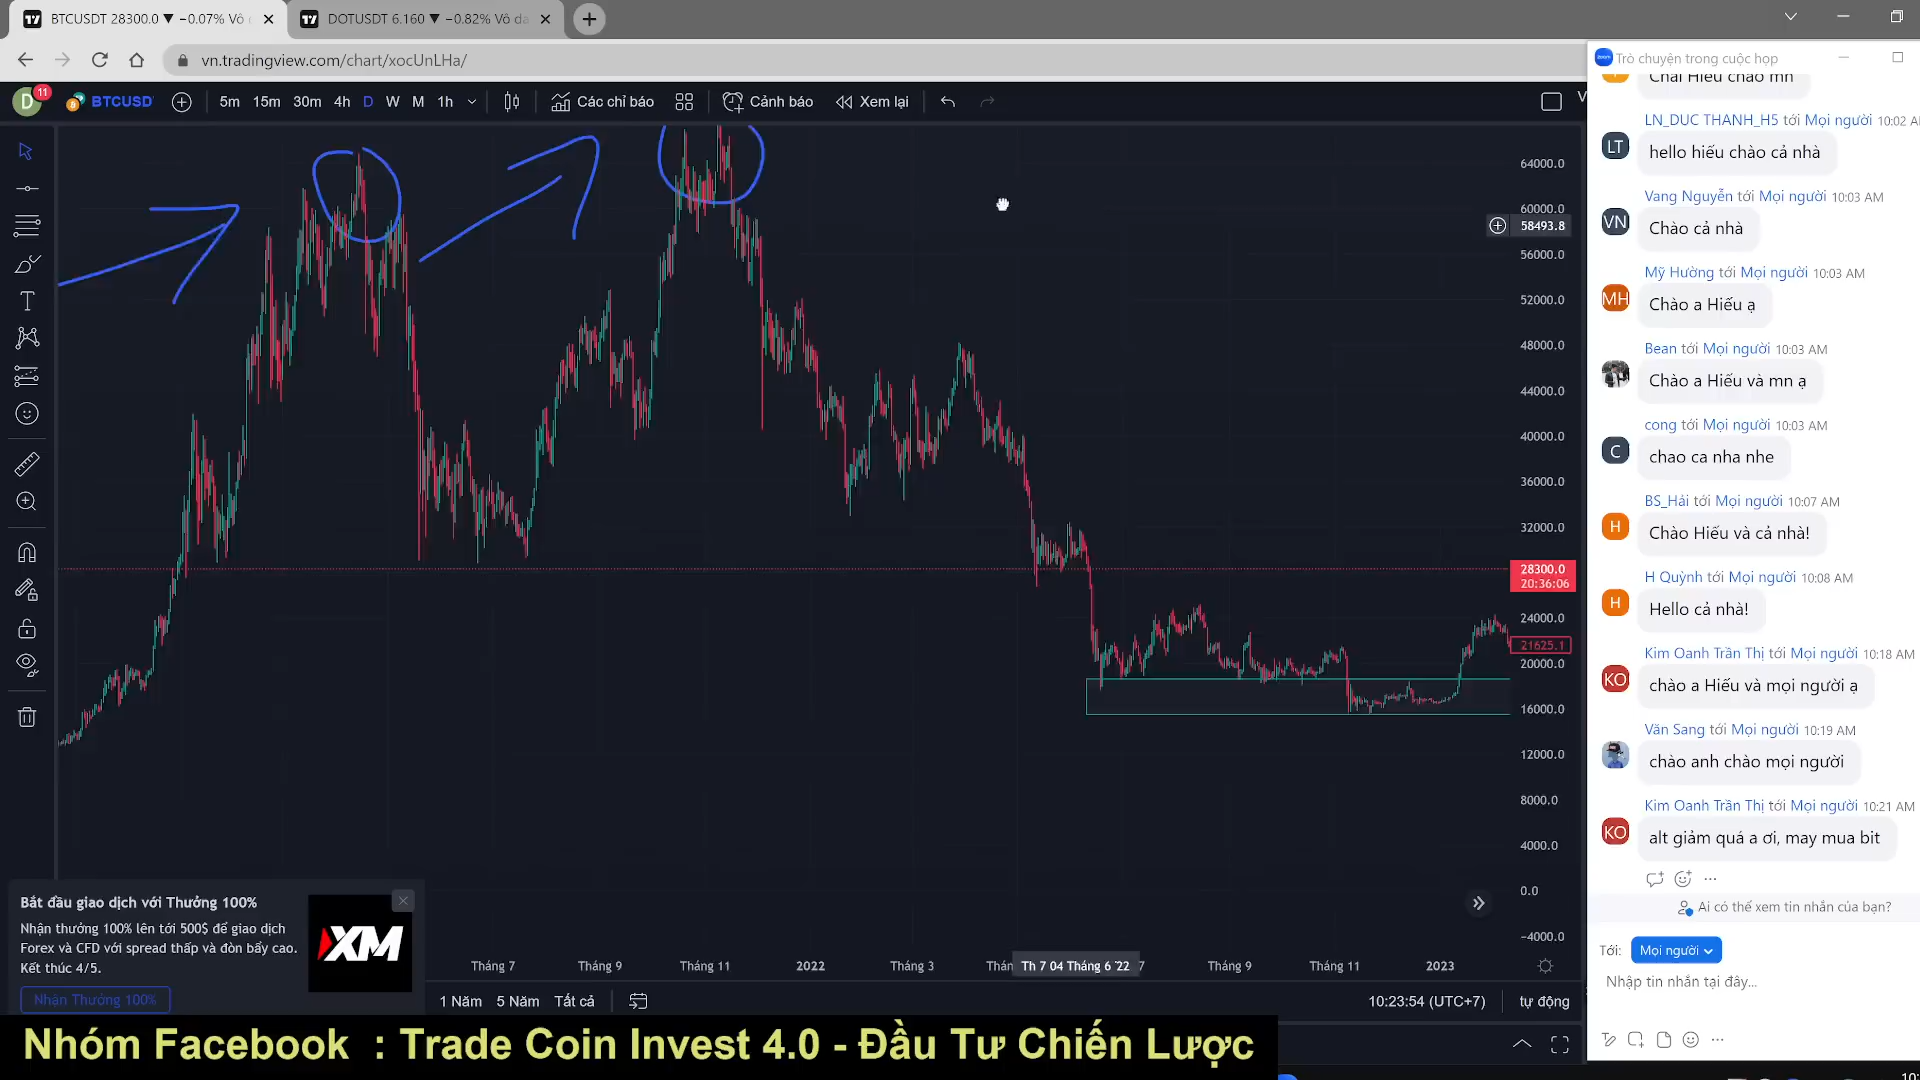 BTCUSDT 28300.0 ▼ −0.07% Vô
DOTUSDT 6.160 ▼ −0.82% Vô da
vn.tradingview.com/chart/xocUnLHa/
D
11
BTCUSD
5m
15m
30m
4h
D
W
M
1h
Các chỉ báo
Cảnh báo
Xem lại
64000.0
60000.0
58493.8
56000.0
52000.0
48000.0
44000.0
40000.0
36000.0
32000.0
28300.0
20:36:06
24000.0
21625.1
20000.0
16000.0
12000.0
8000.0
4000.0
0.0
−4000.0
Tháng 7
Tháng 9
Tháng 11
2022
Tháng 3
Thán
Th 7 04 Tháng 6 '22
7
Tháng 9
Tháng 11
2023
Bắt đầu giao dịch với Thưởng 100%
Nhận thưởng 100% lên tới 500$ để giao dịch
Forex và CFD với spread thấp và đòn bẩy cao.
Kết thúc 4/5.
Nhận Thưởng 100%
XM
1 Năm
5 Năm
Tất cả
10:23:54 (UTC+7)
tự động
Nhóm Facebook : Trade Coin Invest 4.0 - Đầu Tư Chiến Lược
Trò chuyện trong cuộc họp
Chai Hiếu chào mn
LN_DUC THANH_H5 tới Mọi người 10:02 A
LT
hello hiếu chào cả nhà
Vang Nguyễn tới Mọi người 10:03 AM
VN
Chào cả nhà
Mỹ Hường tới Mọi người 10:03 AM
MH
Chào a Hiếu ạ
Bean tới Mọi người 10:03 AM
Chào a Hiếu và mn ạ
cong tới Mọi người 10:03 AM
C
chao ca nha nhe
BS_Hải tới Mọi người 10:07 AM
H
Chào Hiếu và cả nhà!
H Quỳnh tới Mọi người 10:08 AM
H
Hello cả nhà!
Kim Oanh Trần Thị tới Mọi người 10:18 AM
KO
chào a Hiếu và mọi người ạ
Văn Sang tới Mọi người 10:19 AM
chào anh chào mọi người
Kim Oanh Trần Thị tới Mọi người 10:21 AM
KO
alt giảm quá a ơi, may mua bit
Ai có thể xem tin nhắn của bạn?
Tới:
Mọi người
Nhập tin nhắn tại đây...